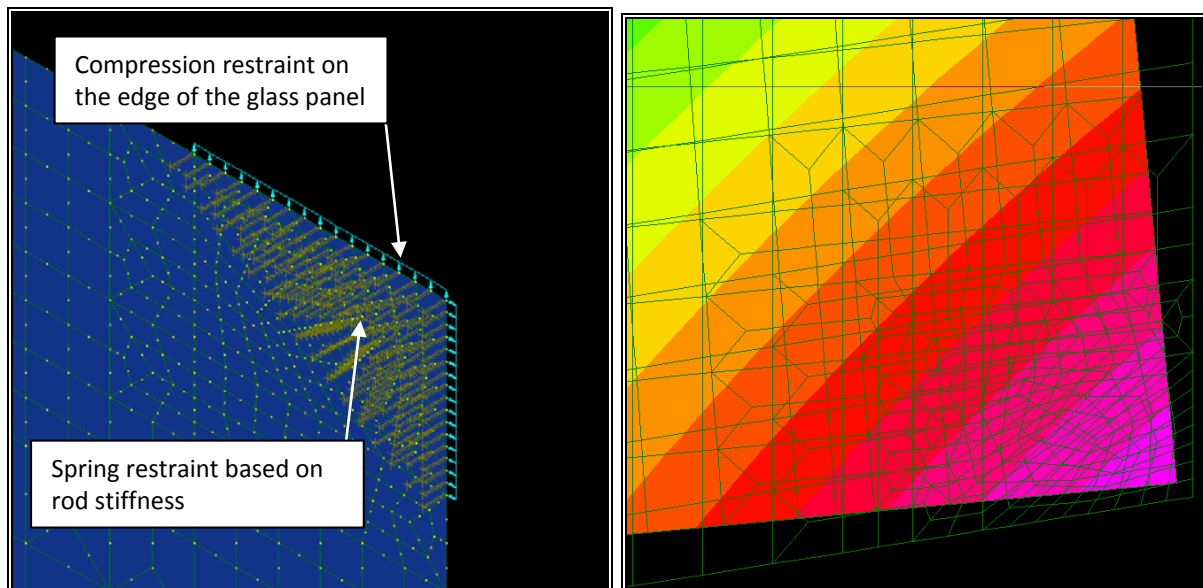 Compression restraint on
the edge of the glass panel
Spring restraint based on
rod stiffness